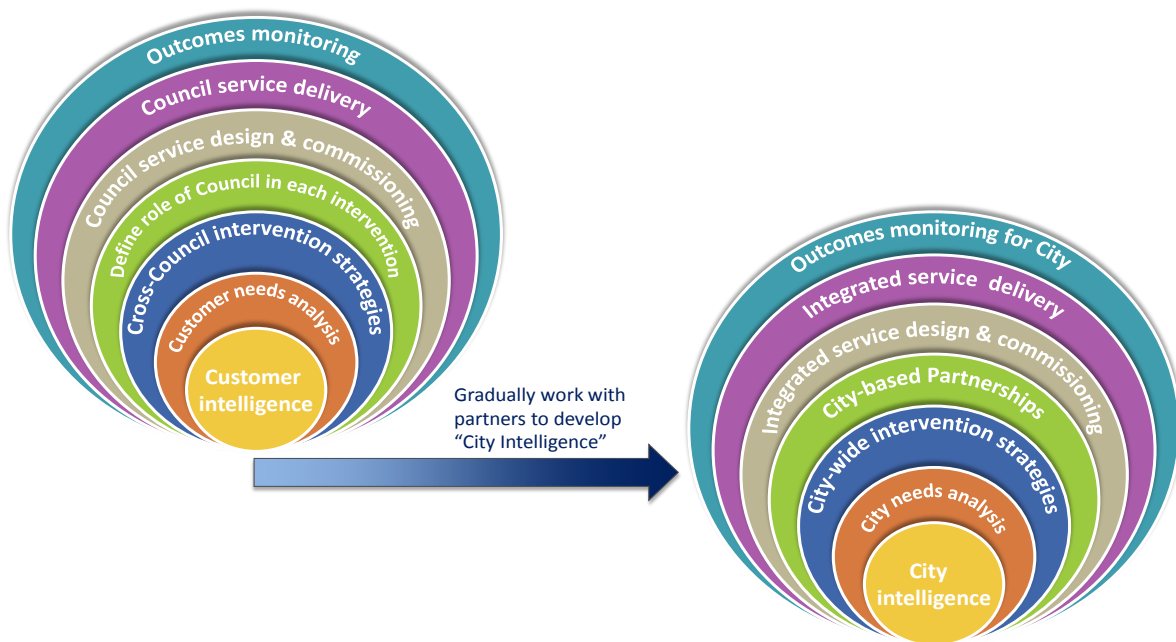 Outcomes monitoring
Council service delivery
Council service design & commissioning
Define role of Council in each intervention
Cross-Council intervention strategies
Customer needs analysis
Customer
intelligence
Gradually work with
partners to develop
“City Intelligence”
Outcomes monitoring for City
Integrated service delivery
Integrated service design & commissioning
City-based Partnerships
City-wide intervention strategies
City needs analysis
City
intelligence